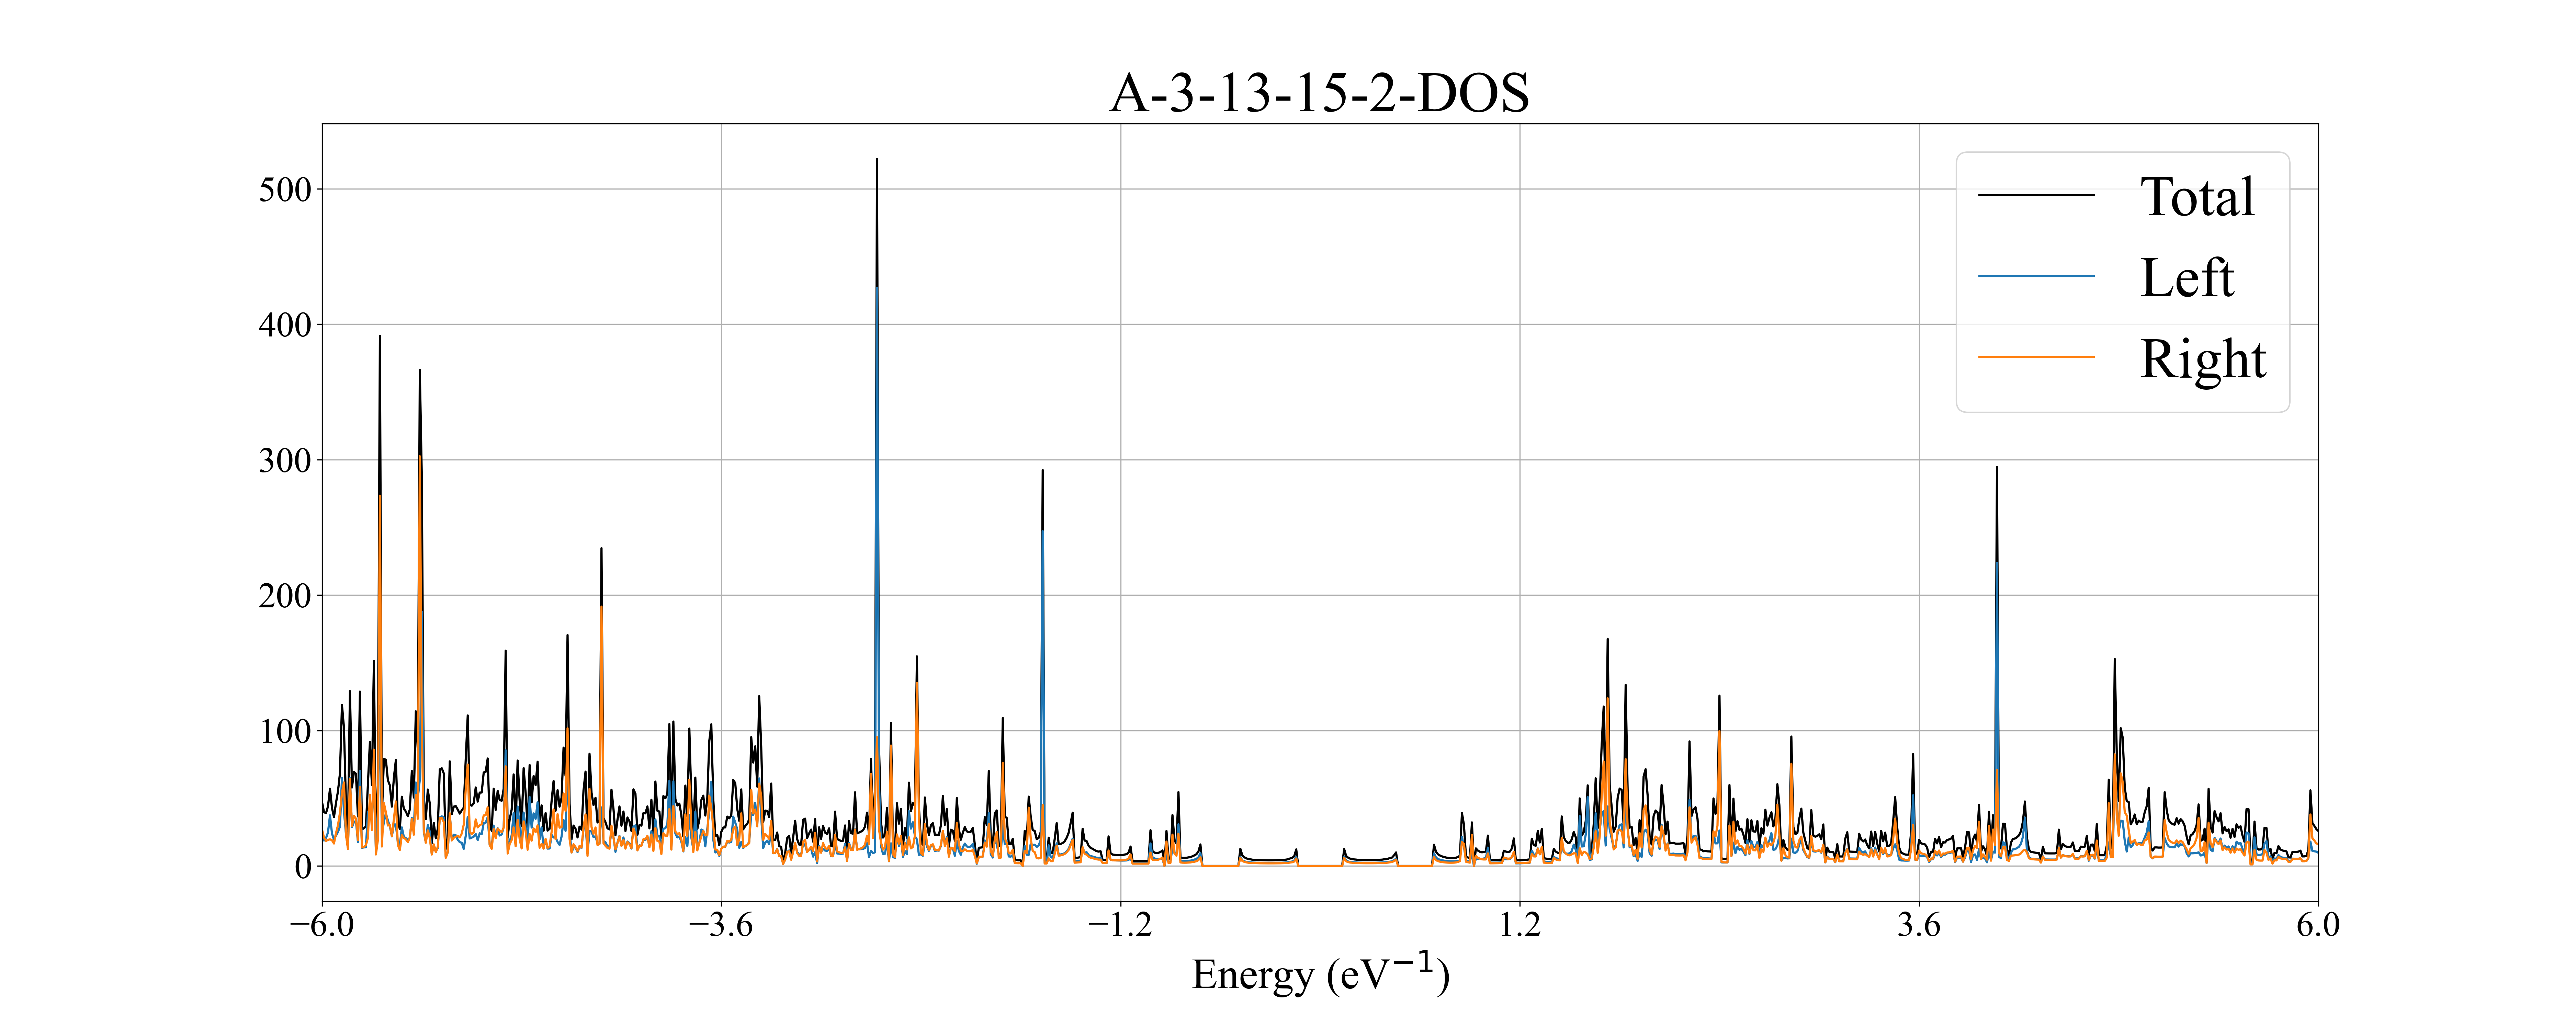 A-3-13-15-2-DOS
500
400
300
200
100
0
Total
Left
Right
−6.0 −3.6 −1.2 1.2 3.6 6.0
Energy (eV⁻¹)